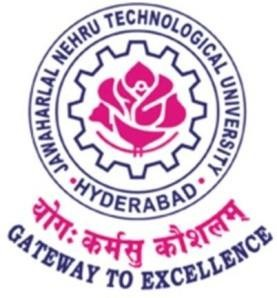 JAWAHARLAL NEHRU TECHNOLOGICAL UNIVERSITY
• HYDERABAD •
योगः कर्मसु कौशलम्
GATEWAY TO EXCELLENCE